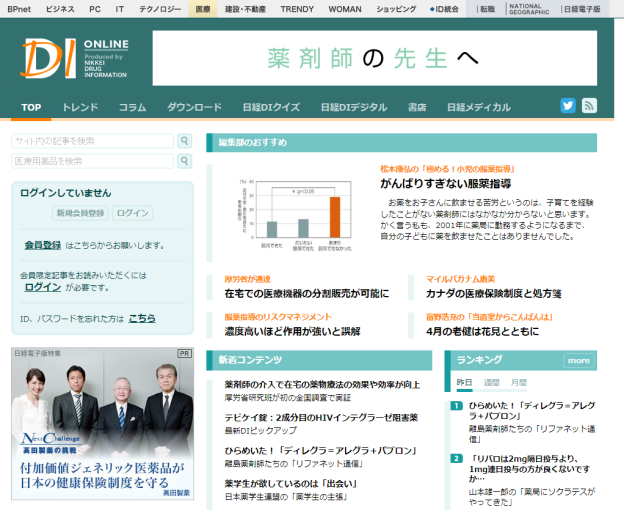 BPnet ビジネス PC IT テクノロジー 医療 建設・不動産 TRENDY WOMAN ショッピング ◆ID統合 転職 NATIONAL GEOGRAPHIC 日経電子版
DI ONLINE
Produced by
NIKKEI
DRUG
INFORMATION
薬剤師の先生へ
TOP トレンド コラム ダウンロード 日経DIクイズ 日経DIデジタル 書店 日経メディカル
サイト内の記事を検索
医療用薬品を検索
ログインしていません
新規会員登録 ログイン
会員登録 はこちらからお願いします。
会員限定記事をお読みいただくには
ログイン が必要です。
ID、パスワードを忘れた方は こちら
日経電子版特集 PR
Next Challenge
高田製薬の挑戦
付加価値ジェネリック医薬品が
日本の健康保険制度を守る
高田製薬
編集部のおすすめ
(%) 40
30
20
10
0
*:p<0.05
服用できた
だいたい
服用できた
あまり
服用できなかった
松本康弘の「極める！小児の服薬指導」
がんばりすぎない服薬指導
お薬をお子さんに飲ませる苦労というのは、子育てを経験
したことがない薬剤師にはなかなか分からないと思います。
かく言う私も、2001年に薬局に勤務するようになるまで、
自分の子どもに薬を飲ませたことはありませんでした。
厚労省が通達
在宅での医療機器の分割販売が可能に
マイルバガナム恵美
カナダの医療保険制度と処方箋
服薬指導のリスクマネジメント
濃度高いほど作用が強いと誤解
富野浩充の「当直室からこんばんは」
4月の老健は花見とともに
新着コンテンツ
薬剤師の介入で在宅の薬物療法の効果や効率が向上
厚労省研究班が初の全国調査で実証
テビケイ錠：2成分目のHIVインテグラーゼ阻害薬
最新DIピックアップ
ひらめいた！「ディレグラ＝アレグラ＋パブロン」
離島薬剤師たちの「リファネット通信」
薬学生が欲しているのは「出会い」
日本薬学生連盟の「薬学生の主張」
ランキング more
昨日 週間 月間
1 ひらめいた！「ディレグラ＝アレグ
ラ＋パブロン」
離島薬剤師たちの「リファネット通
信」
2 「リバロは2mg隔日投与より、
1mg連日投与の方が良くないです
か…
山本雄一郎の「薬局にソクラテスが
やってきた」